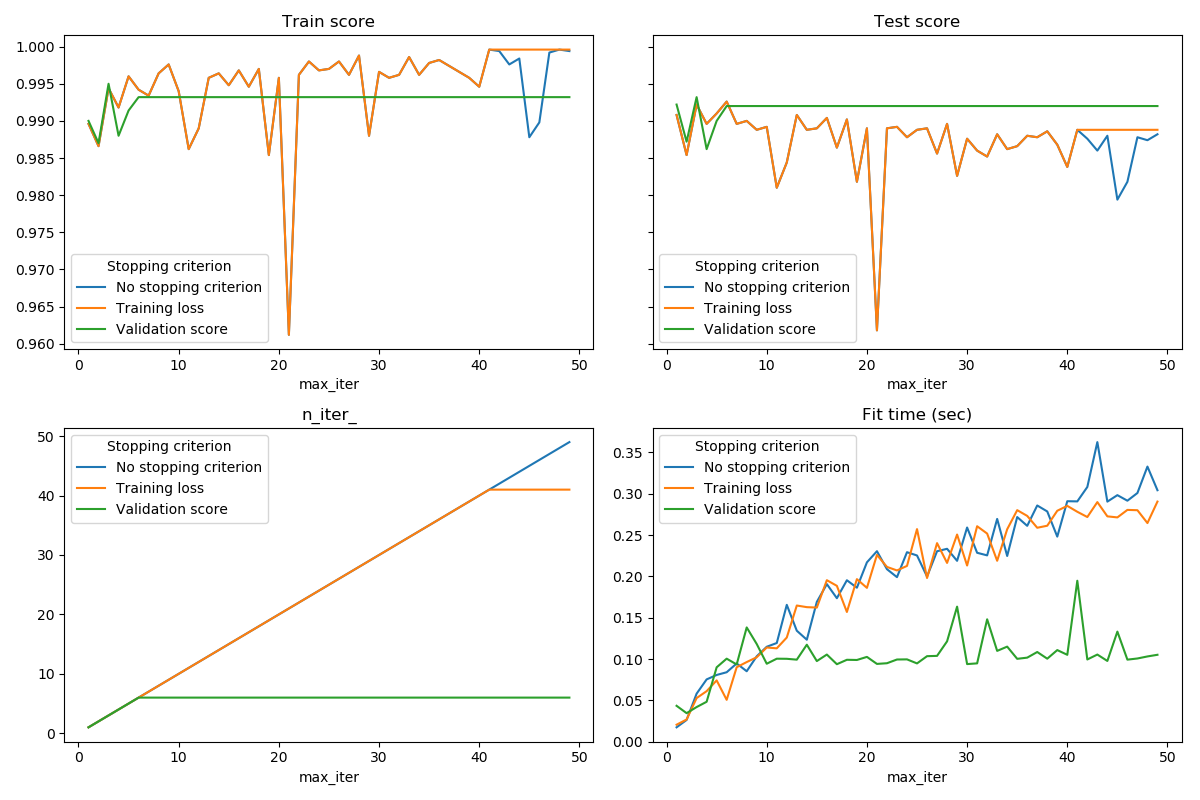 Train score
1.000
0.995
0.990
0.985
0.980
0.975
0.970
0.965
0.960
Stopping criterion
No stopping criterion
Training loss
Validation score
0 10 20 30 40 50
max_iter
Test score
Stopping criterion
No stopping criterion
Training loss
Validation score
0 10 20 30 40 50
max_iter
n_iter_
50
40
30
20
10
0
Stopping criterion
No stopping criterion
Training loss
Validation score
0 10 20 30 40 50
max_iter
Fit time (sec)
0.35
0.30
0.25
0.20
0.15
0.10
0.05
0.00
Stopping criterion
No stopping criterion
Training loss
Validation score
0 10 20 30 40 50
max_iter